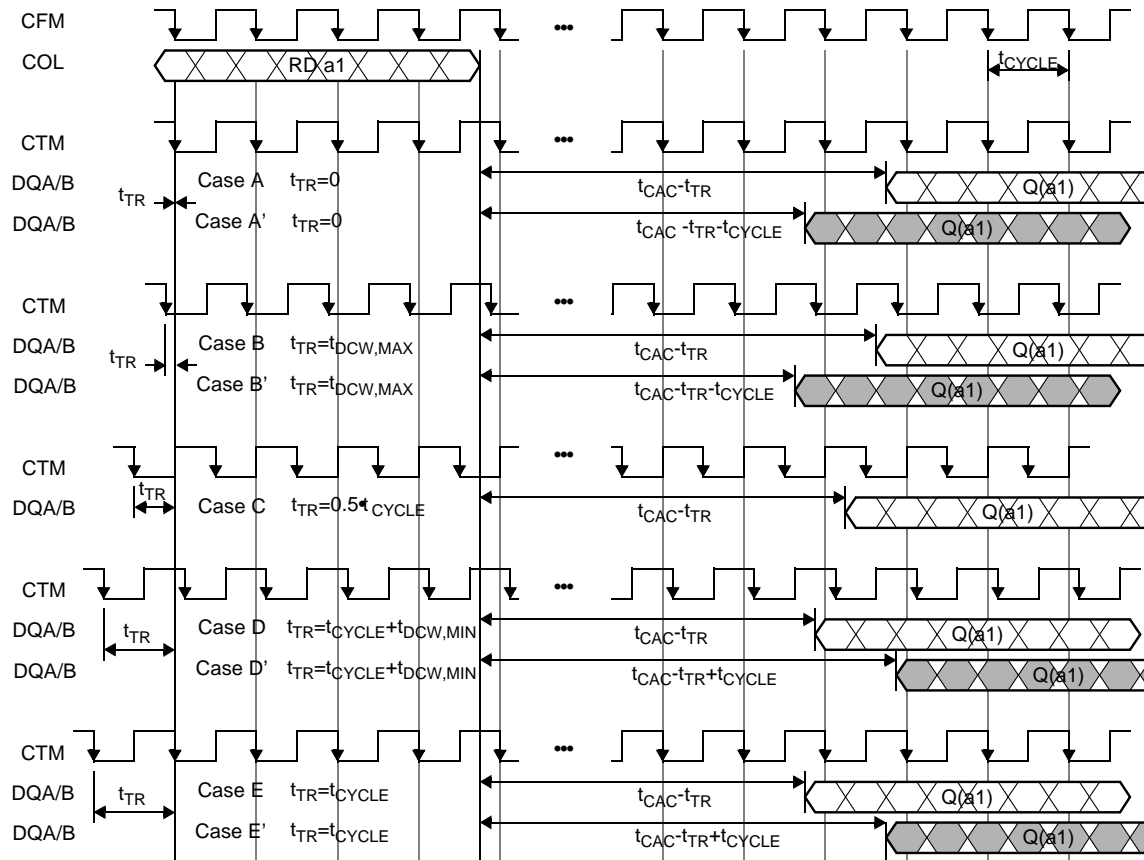 CFM •••
COL RD a1 tCYCLE
CTM •••
DQA/B Case A tTR=0 tCAC-tTR Q(a1)
tTR
DQA/B Case A’ tTR=0 tCAC -tTR-tCYCLE Q(a1)
CTM •••
DQA/B Case B tTR=tDCW,MAX tCAC-tTR Q(a1)
tTR
DQA/B Case B’ tTR=tDCW,MAX tCAC-tTR-tCYCLE Q(a1)
CTM •••
tTR
DQA/B Case C tTR=0.5•tCYCLE tCAC-tTR Q(a1)
CTM •••
DQA/B Case D tTR=tCYCLE+tDCW,MIN tCAC-tTR Q(a1)
tTR
DQA/B Case D’ tTR=tCYCLE+tDCW,MIN tCAC-tTR+tCYCLE Q(a1)
CTM •••
DQA/B tTR Case E tTR=tCYCLE tCAC-tTR Q(a1)
DQA/B Case E’ tTR=tCYCLE tCAC-tTR+tCYCLE Q(a1)